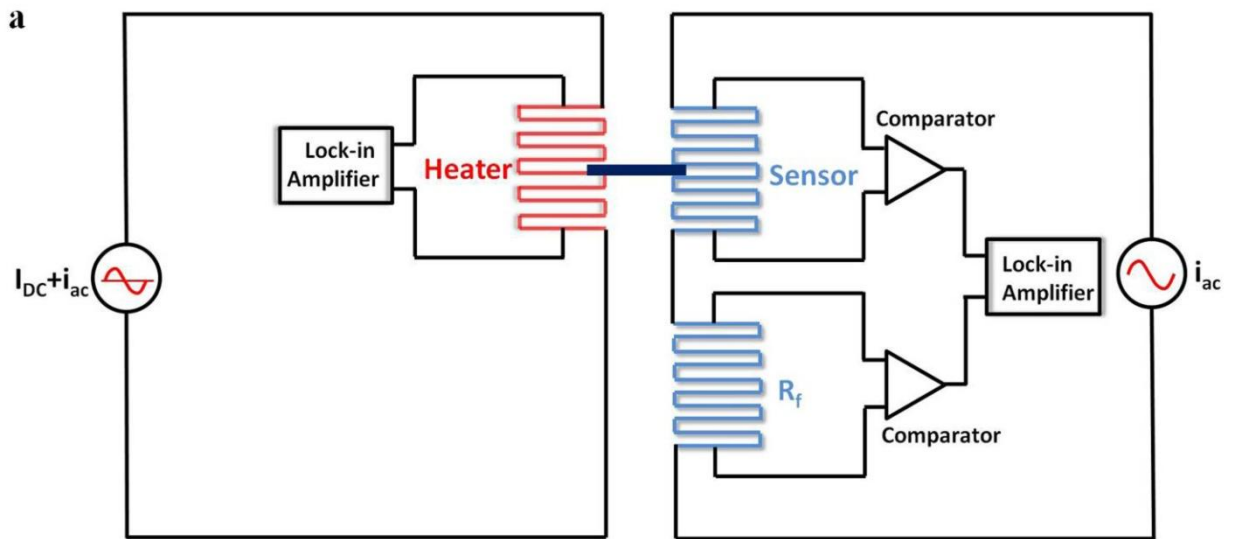 a
Comparator
Lock-in
Amplifier
Heater
Sensor
I_DC+i_ac
Lock-in
Amplifier
i_ac
R_f
Comparator